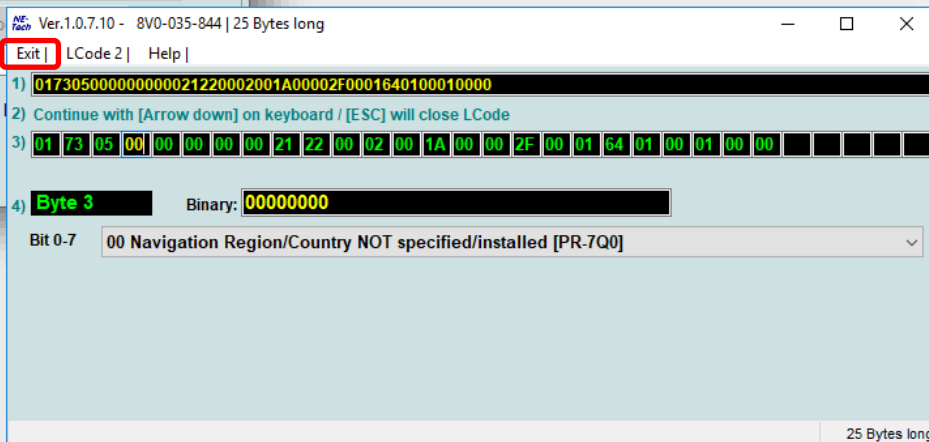 NE-Tech Ver.1.0.7.10 - 8V0-035-844 | 25 Bytes long
Exit | LCode 2 | Help |
1) 017305000000000021220002001A00002F0001640100010000
2) Continue with [Arrow down] on keyboard / [ESC] will close LCode
3) 01 73 05 00 00 00 00 00 21 22 00 02 00 1A 00 00 2F 00 01 64 01 00 01 00 00
4) Byte 3 Binary: 00000000
Bit 0-7 00 Navigation Region/Country NOT specified/installed [PR-7Q0]
25 Bytes long